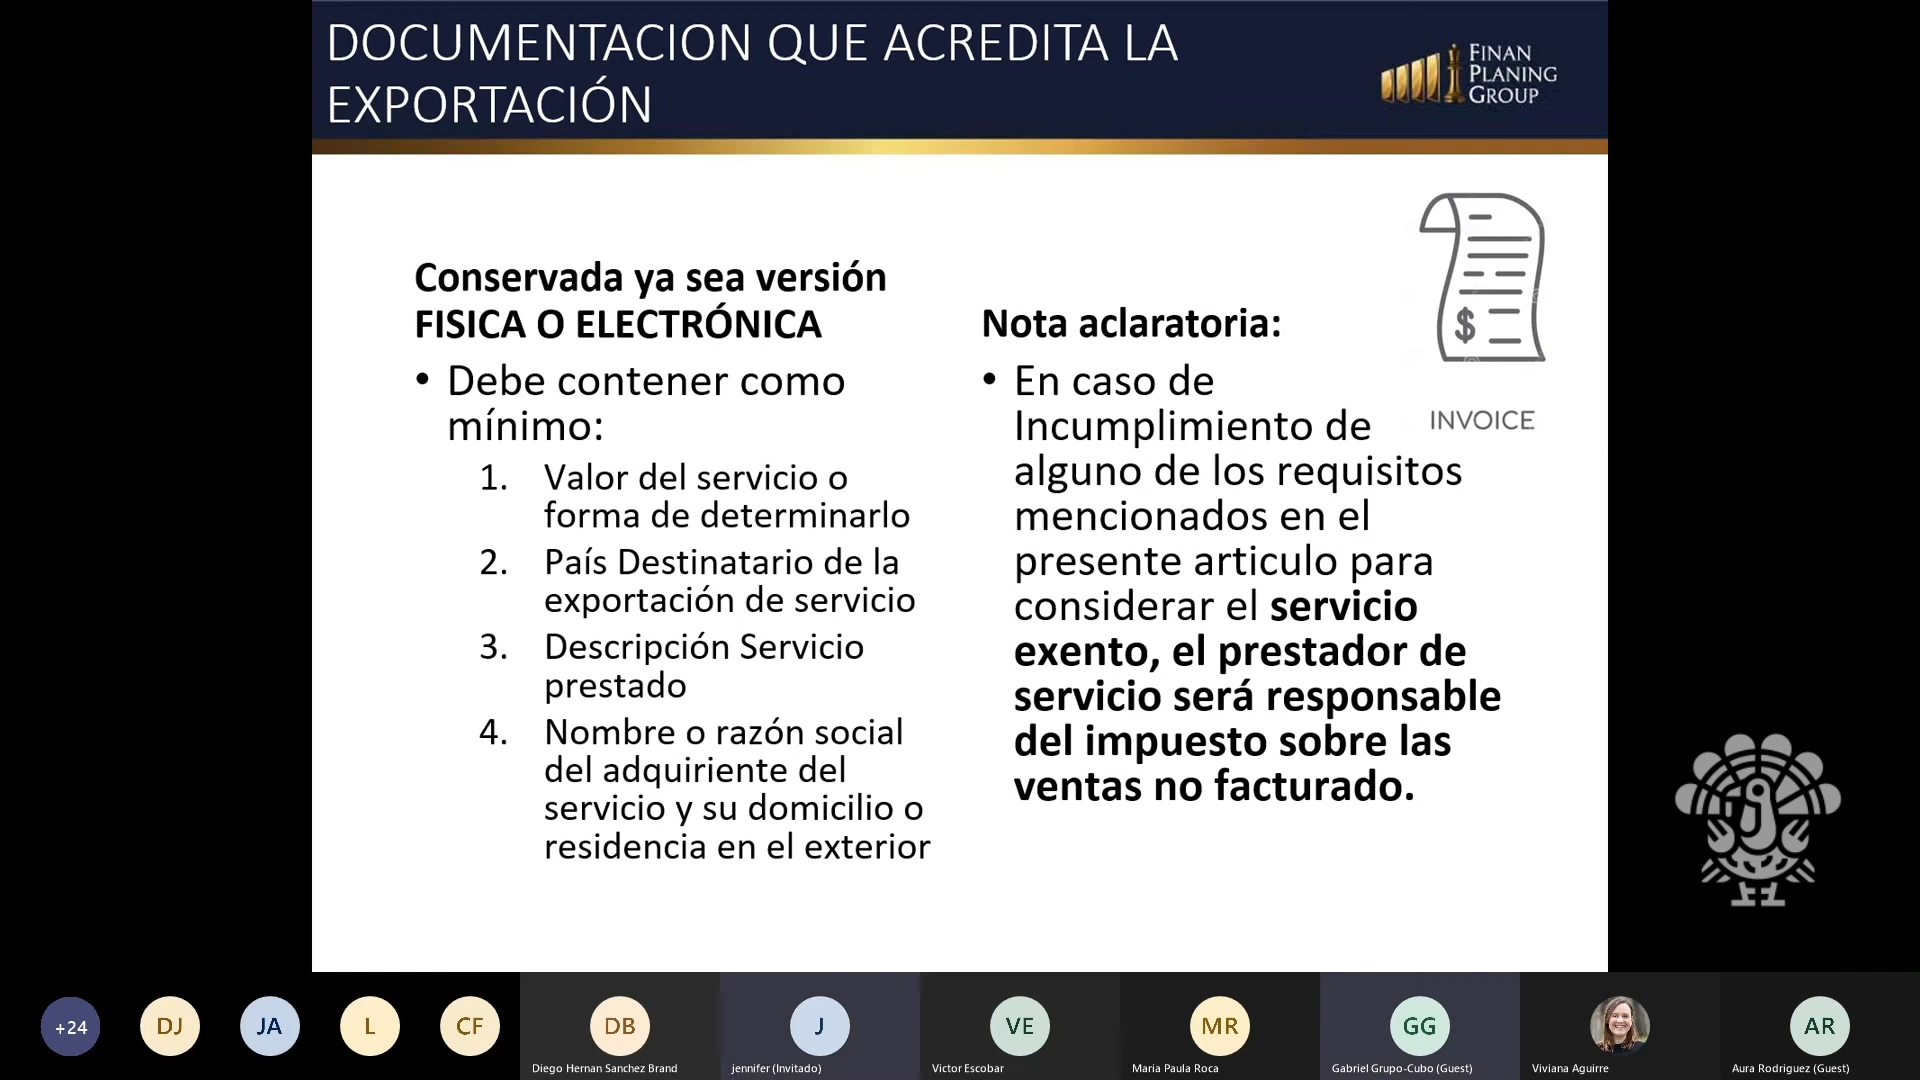 DOCUMENTACION QUE ACREDITA LA
EXPORTACIÓN
FINAN
PLANING
GROUP
Conservada ya sea versión
FISICA O ELECTRÓNICA
• Debe contener como
mínimo:
1. Valor del servicio o
forma de determinarlo
2. País Destinatario de la
exportación de servicio
3. Descripción Servicio
prestado
4. Nombre o razón social
del adquiriente del
servicio y su domicilio o
residencia en el exterior
Nota aclaratoria:
• En caso de
Incumplimiento de
alguno de los requisitos
mencionados en el
presente articulo para
considerar el servicio
exento, el prestador de
servicio será responsable
del impuesto sobre las
ventas no facturado.
$
INVOICE
+24
DJ
JA
L
CF
DB
Diego Hernan Sanchez Brand
J
jennifer (Invitado)
VE
Victor Escobar
MR
Maria Paula Roca
GG
Gabriel Grupo-Cubo (Guest)
Viviana Aguirre
AR
Aura Rodriguez (Guest)